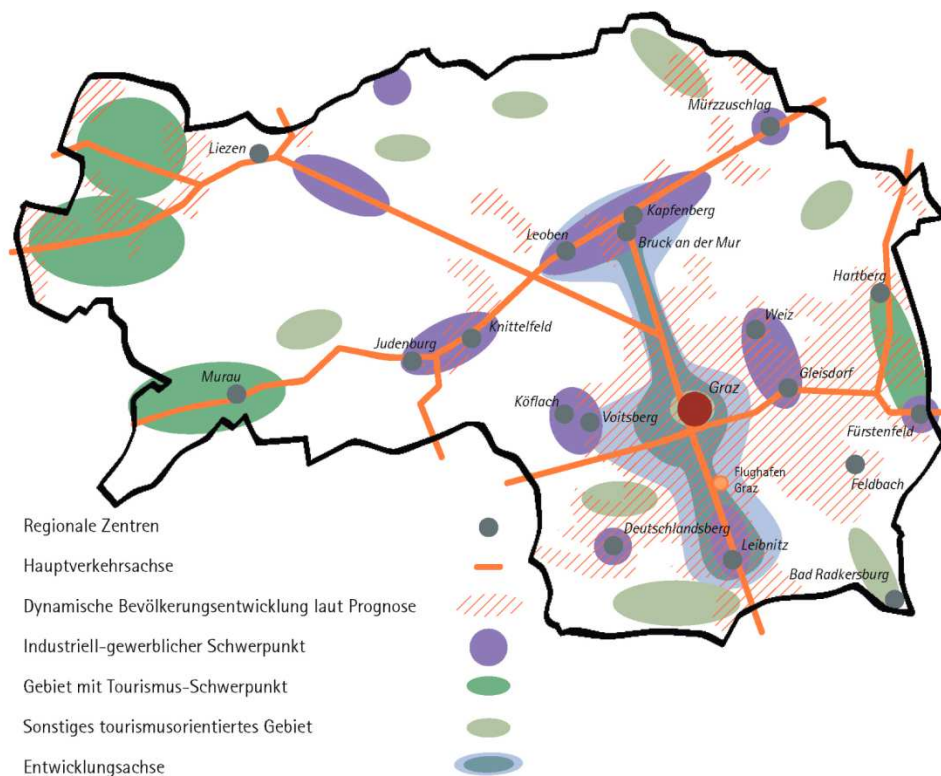 Mürzzuschlag
Liezen
Kapfenberg
Leoben
Bruck an der Mur
Hartberg
Weiz
Knittelfeld
Judenburg
Gleisdorf
Murau
Graz
Köflach
Voitsberg
Fürstenfeld
Flughafen
Graz
Feldbach
Deutschlandsberg
Leibnitz
Bad Radkersburg
Regionale Zentren
Hauptverkehrsachse
Dynamische Bevölkerungsentwicklung laut Prognose
Industriell-gewerblicher Schwerpunkt
Gebiet mit Tourismus-Schwerpunkt
Sonstiges tourismusorientiertes Gebiet
Entwicklungsachse